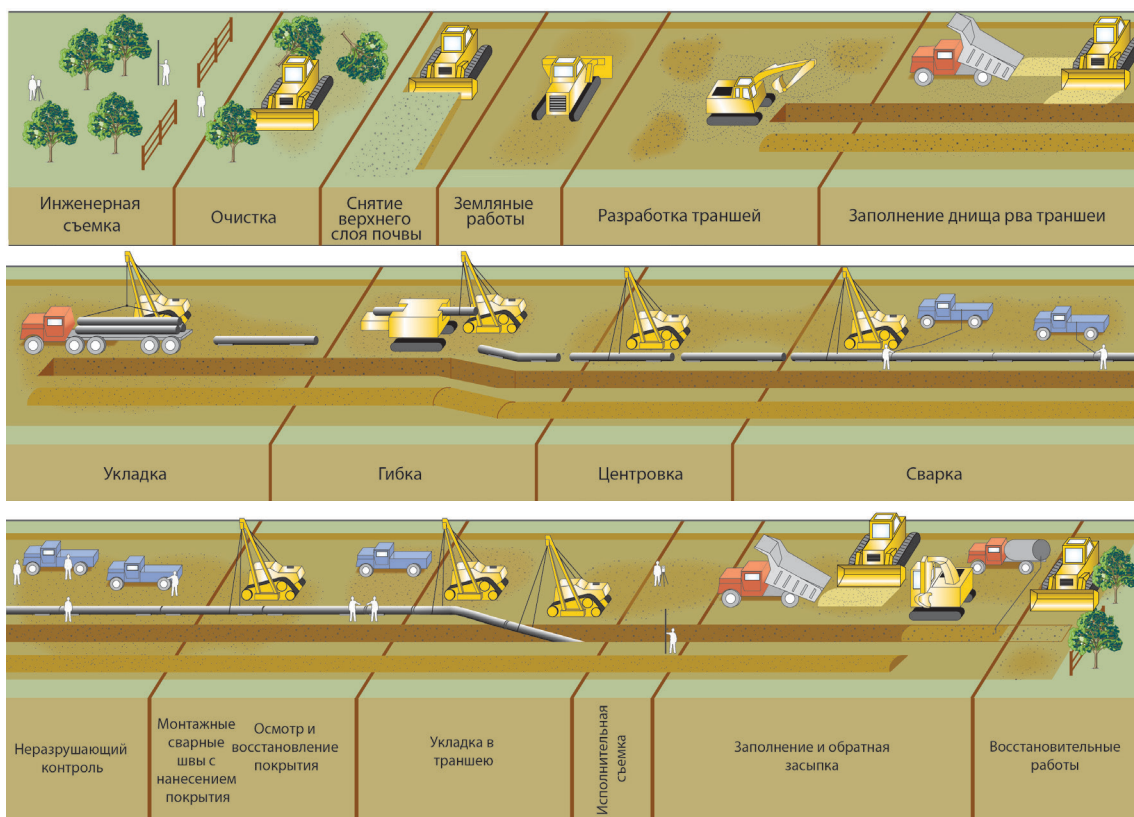 Инженерная
съемка
Очистка
Снятие
верхнего
слоя почвы
Земляные
работы
Разработка траншей
Заполнение днища рва траншеи
Укладка
Гибка
Центровка
Сварка
Неразрушающий
контроль
Монтажные
сварные
швы с
нанесением
покрытия
Осмотр и
восстановление
покрытия
Укладка в
траншею
Исполнительная
съемка
Заполнение и обратная
засыпка
Восстановительные
работы